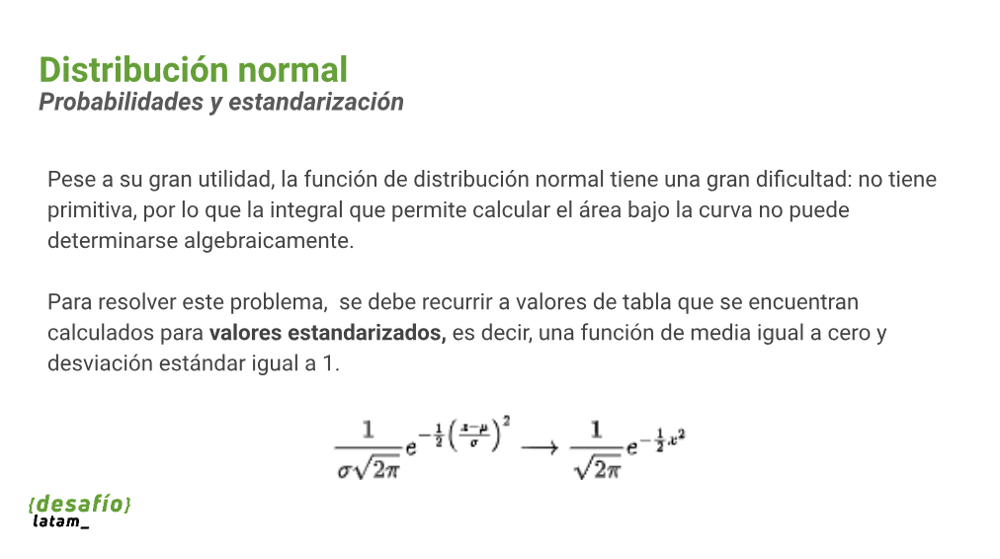 Distribución normal
Probabilidades y estandarización
Pese a su gran utilidad, la función de distribución normal tiene una gran dificultad: no tiene
primitiva, por lo que la integral que permite calcular el área bajo la curva no puede
determinarse algebraicamente.
Para resolver este problema,  se debe recurrir a valores de tabla que se encuentran
calculados para valores estandarizados, es decir, una función de media igual a cero y
desviación estándar igual a 1.
\frac{1}{\sigma\sqrt{2\pi}} e^{-\frac{1}{2}\left(\frac{x-\mu}{\sigma}\right)^2} \longrightarrow \frac{1}{\sqrt{2\pi}} e^{-\frac{1}{2}x^2}
{desafío}
latam_